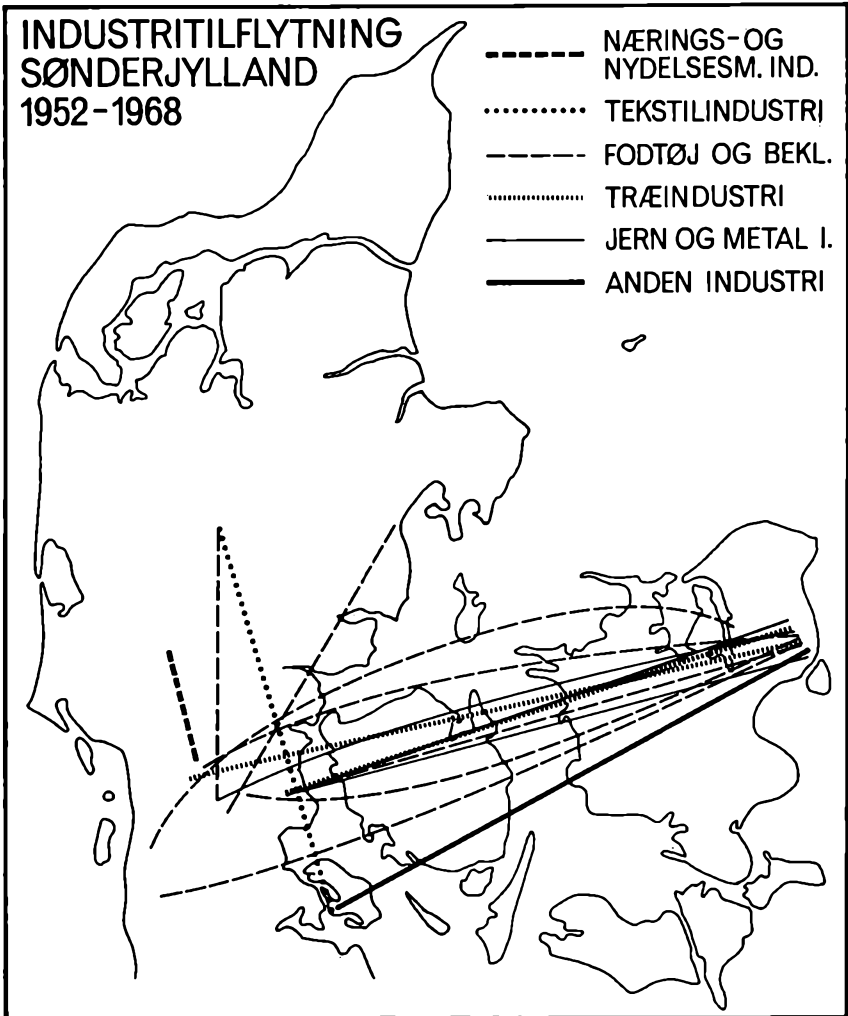 INDUSTRITILFLYTNING
SØNDERJYLLAND
1952-1968
NÆRINGS- OG
NYDELSESM. IND.
TEKSTILINDUSTRI
FODTØJ OG BEKL.
TRÆINDUSTRI
JERN OG METAL I.
ANDEN INDUSTRI